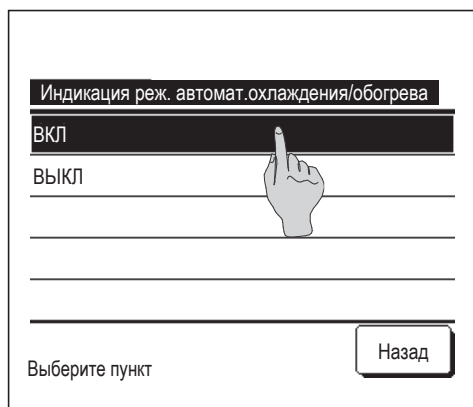 Индикация реж. автомат.охлаждения/обогрева
ВКЛ
ВЫКЛ
Назад
Выберите пункт